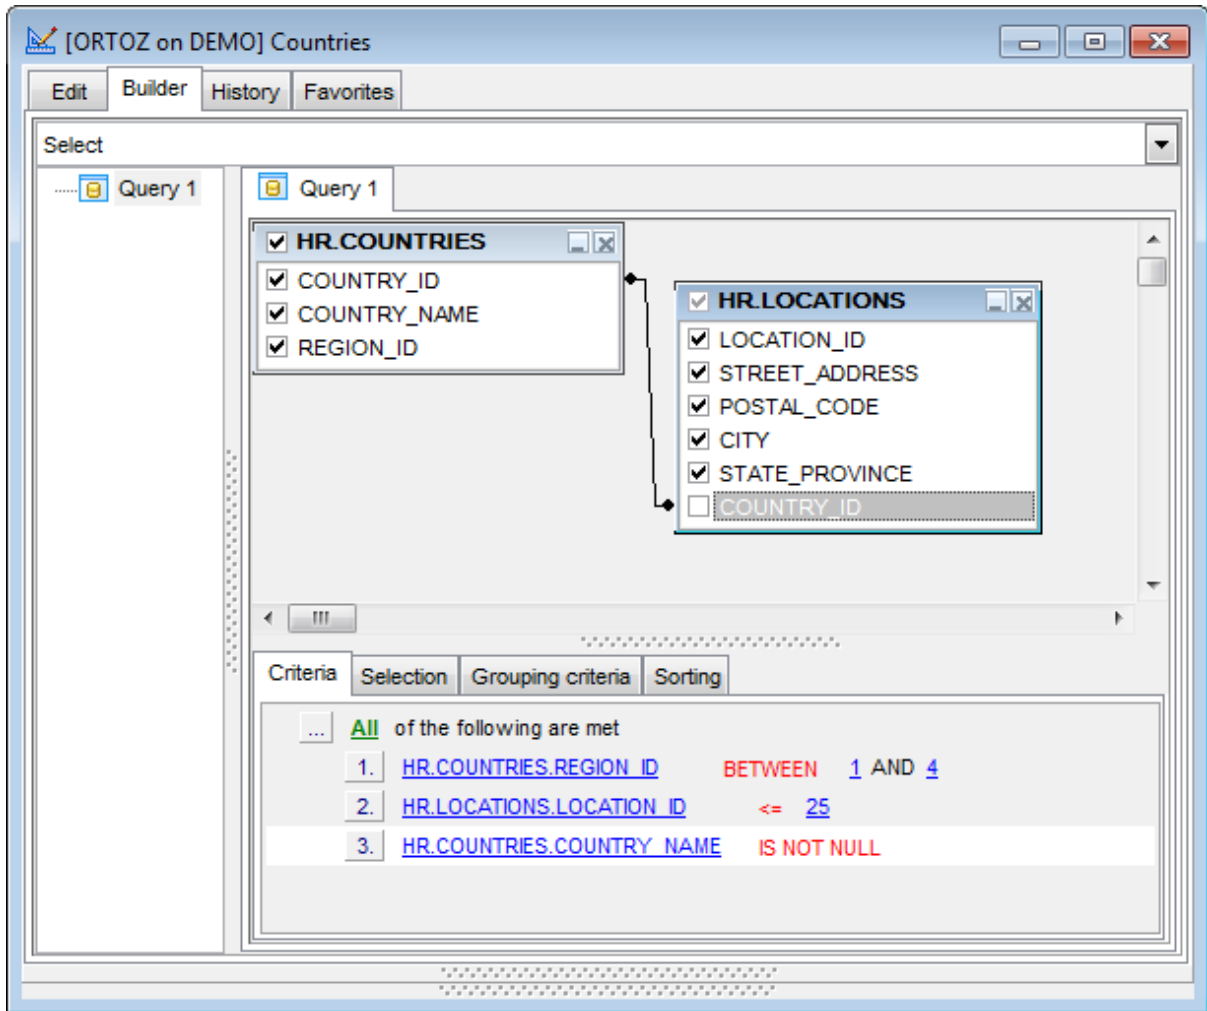 [ORTOZ on DEMO] Countries
Edit Builder History Favorites
Select
Query 1
Query 1
HR.COUNTRIES
COUNTRY_ID
COUNTRY_NAME
REGION_ID
HR.LOCATIONS
LOCATION_ID
STREET_ADDRESS
POSTAL_CODE
CITY
STATE_PROVINCE
COUNTRY_ID
Criteria Selection Grouping criteria Sorting
... All of the following are met
1. HR.COUNTRIES.REGION_ID BETWEEN 1 AND 4
2. HR.LOCATIONS.LOCATION_ID <= 25
3. HR.COUNTRIES.COUNTRY_NAME IS NOT NULL